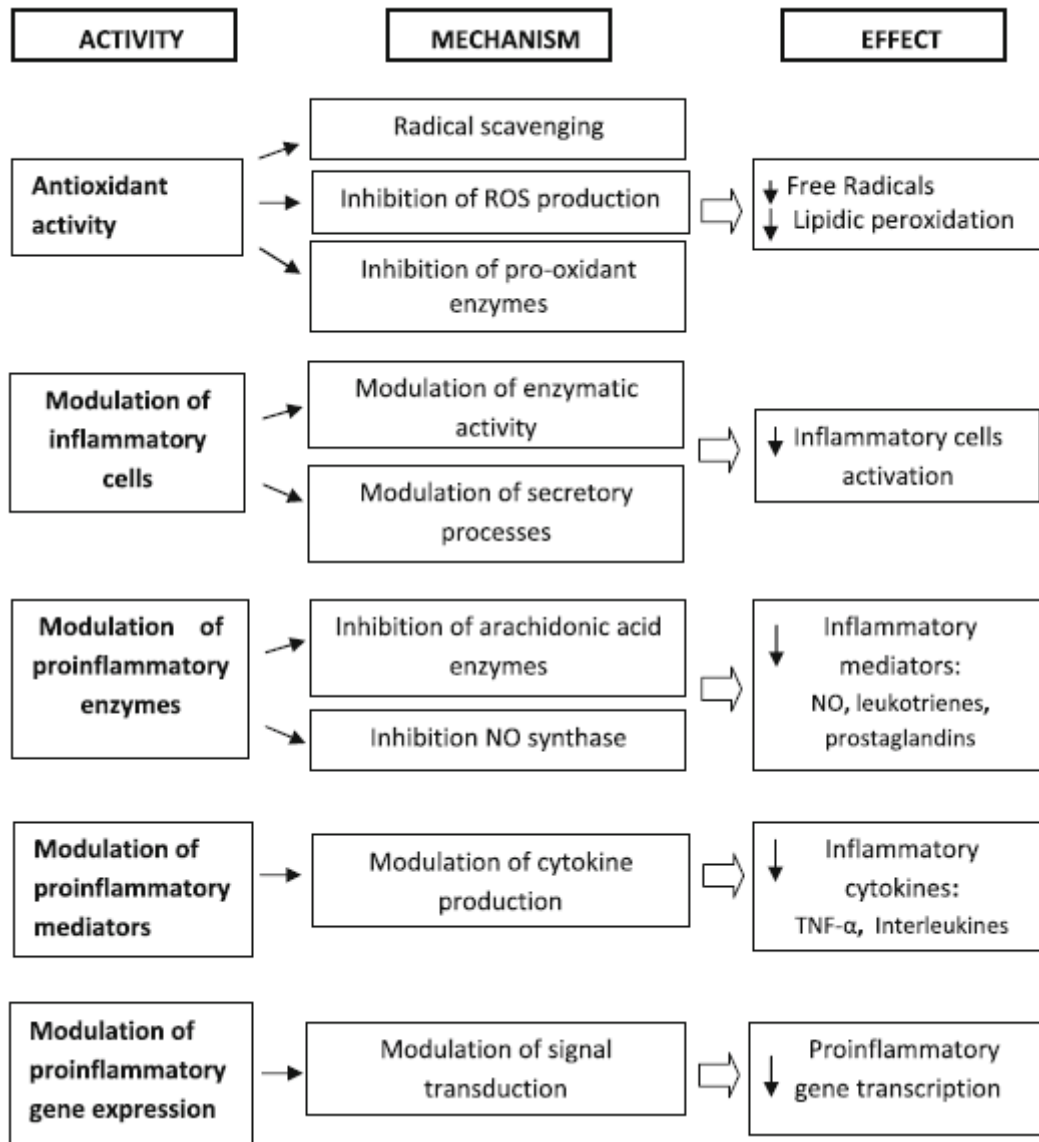 ACTIVITY
MECHANISM
EFFECT
Antioxidant
activity
Radical scavenging
Inhibition of ROS production
Inhibition of pro-oxidant
enzymes
↓ Free Radicals
↓ Lipidic peroxidation
Modulation of
inflammatory
cells
Modulation of enzymatic
activity
Modulation of secretory
processes
↓ Inflammatory cells
activation
Modulation of
proinflammatory
enzymes
Inhibition of arachidonic acid
enzymes
Inhibition NO synthase
↓ Inflammatory
mediators:
NO, leukotrienes,
prostaglandins
Modulation of
proinflammatory
mediators
Modulation of cytokine
production
↓ Inflammatory
cytokines:
TNF-α, Interleukines
Modulation of
proinflammatory
gene expression
Modulation of signal
transduction
↓ Proinflammatory
gene transcription